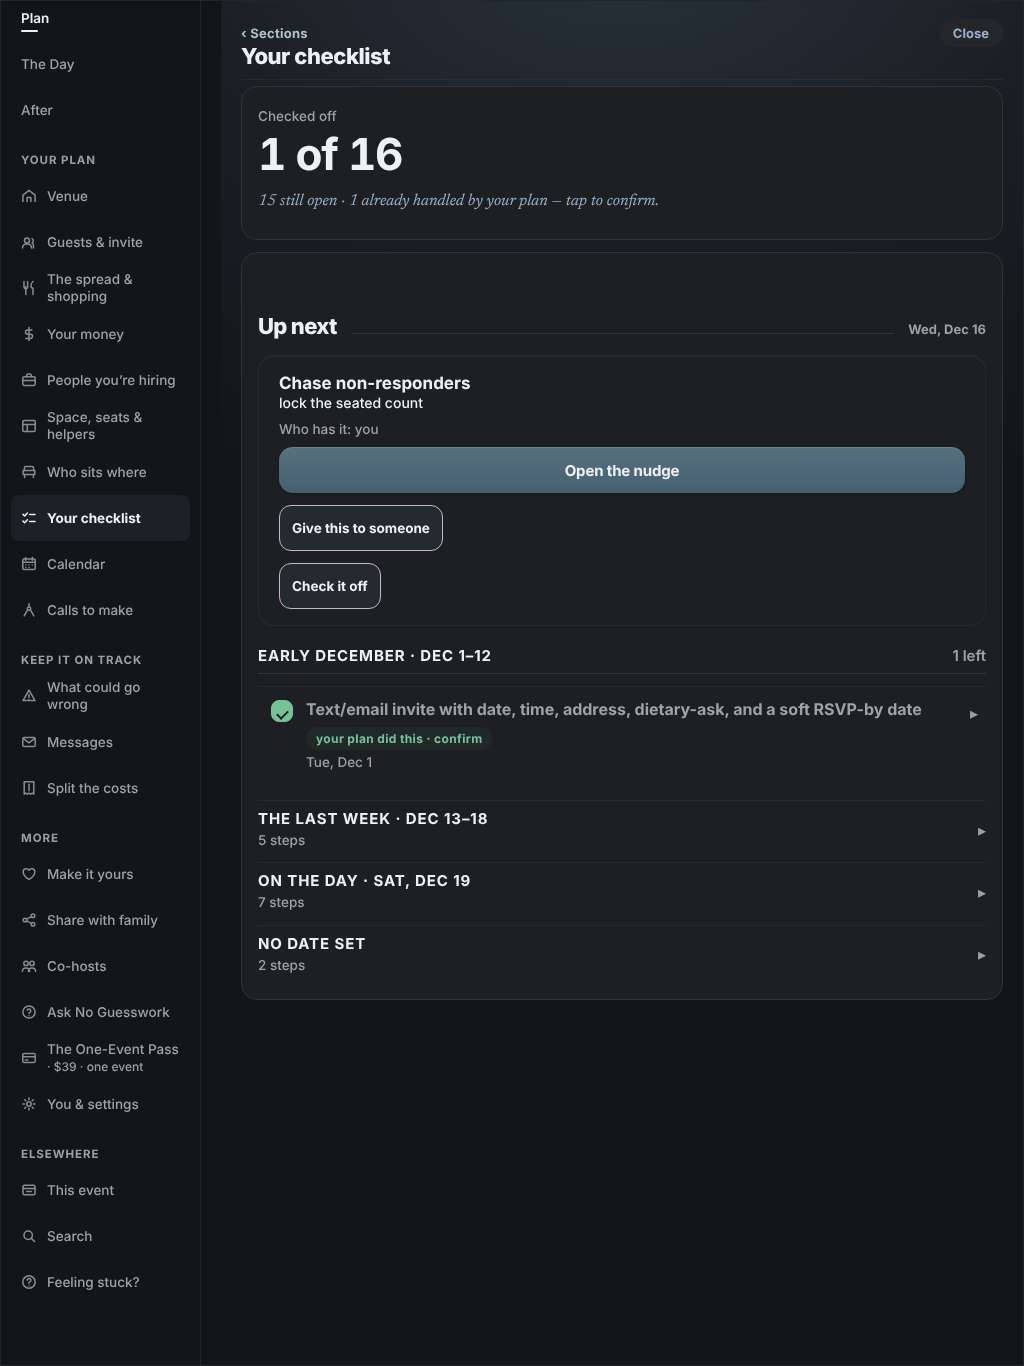 Plan
The Day
After
YOUR PLAN
Venue
Guests & invite
The spread &
shopping
Your money
People you’re hiring
Space, seats &
helpers
Who sits where
Your checklist
Calendar
Calls to make
KEEP IT ON TRACK
What could go
wrong
Messages
Split the costs
MORE
Make it yours
Share with family
Co-hosts
Ask No Guesswork
The One-Event Pass
· $39 · one event
You & settings
ELSEWHERE
This event
Search
Feeling stuck?
‹ Sections
Close
Your checklist
Checked off
1 of 16
15 still open · 1 already handled by your plan — tap to confirm.
Up next
Wed, Dec 16
Chase non-responders
lock the seated count
Who has it: you
Open the nudge
Give this to someone
Check it off
EARLY DECEMBER · DEC 1–12
1 left
Text/email invite with date, time, address, dietary-ask, and a soft RSVP-by date
your plan did this · confirm
Tue, Dec 1
THE LAST WEEK · DEC 13–18
5 steps
ON THE DAY · SAT, DEC 19
7 steps
NO DATE SET
2 steps